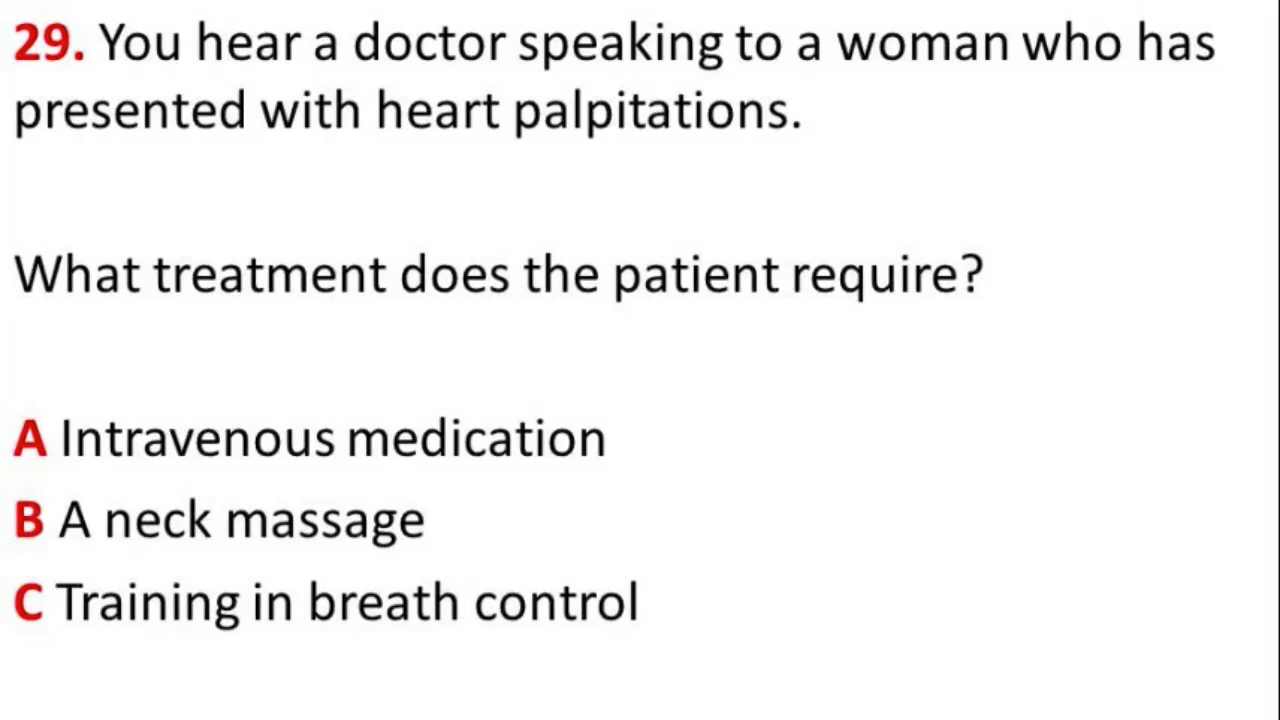 29. You hear a doctor speaking to a woman who has
presented with heart palpitations.
What treatment does the patient require?
A Intravenous medication
B A neck massage
C Training in breath control